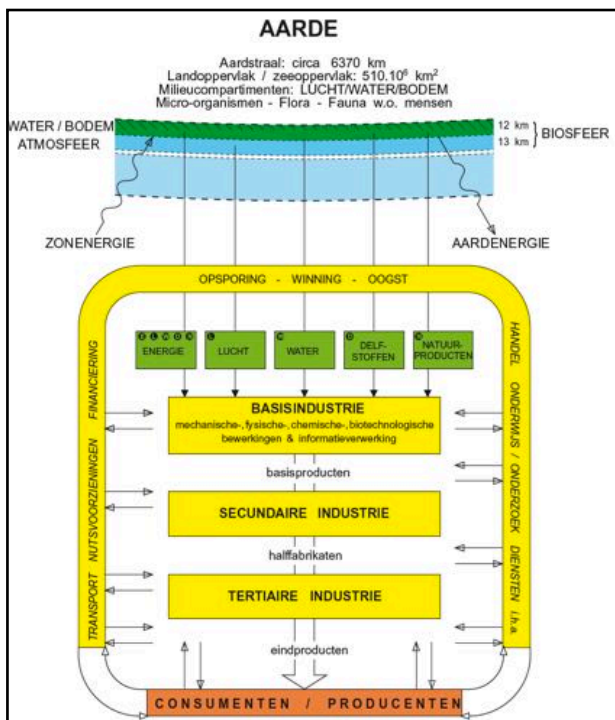 AARDE
Aardstraal: circa 6370 km
Landoppervlak / zeeoppervlak: 510.10⁶ km²
Milieucompartimenten: LUCHT/WATER/BODEM
Micro-organismen - Flora - Fauna w.o. mensen
WATER / BODEM
ATMOSFEER
12 km
13 km
BIOSFEER
ZONENERGIE
AARDENERGIE
OPSPORING - WINNING - OOGST
TRANSPORT NUTSVOORZIENINGEN FINANCIERING
HANDEL ONDERWIJS / ONDERZOEK DIENSTEN i.h.a.
ENERGIE
L
LUCHT
W
WATER
D
DELF-
STOFFEN
N
NATUUR-
PRODUCTEN
BASISINDUSTRIE
mechanische-, fysische-, chemische-, biotechnologische
bewerkingen & informatieverwerking
basisproducten
SECUNDAIRE INDUSTRIE
halffabrikaten
TERTIAIRE INDUSTRIE
eindproducten
CONSUMENTEN / PRODUCENTEN